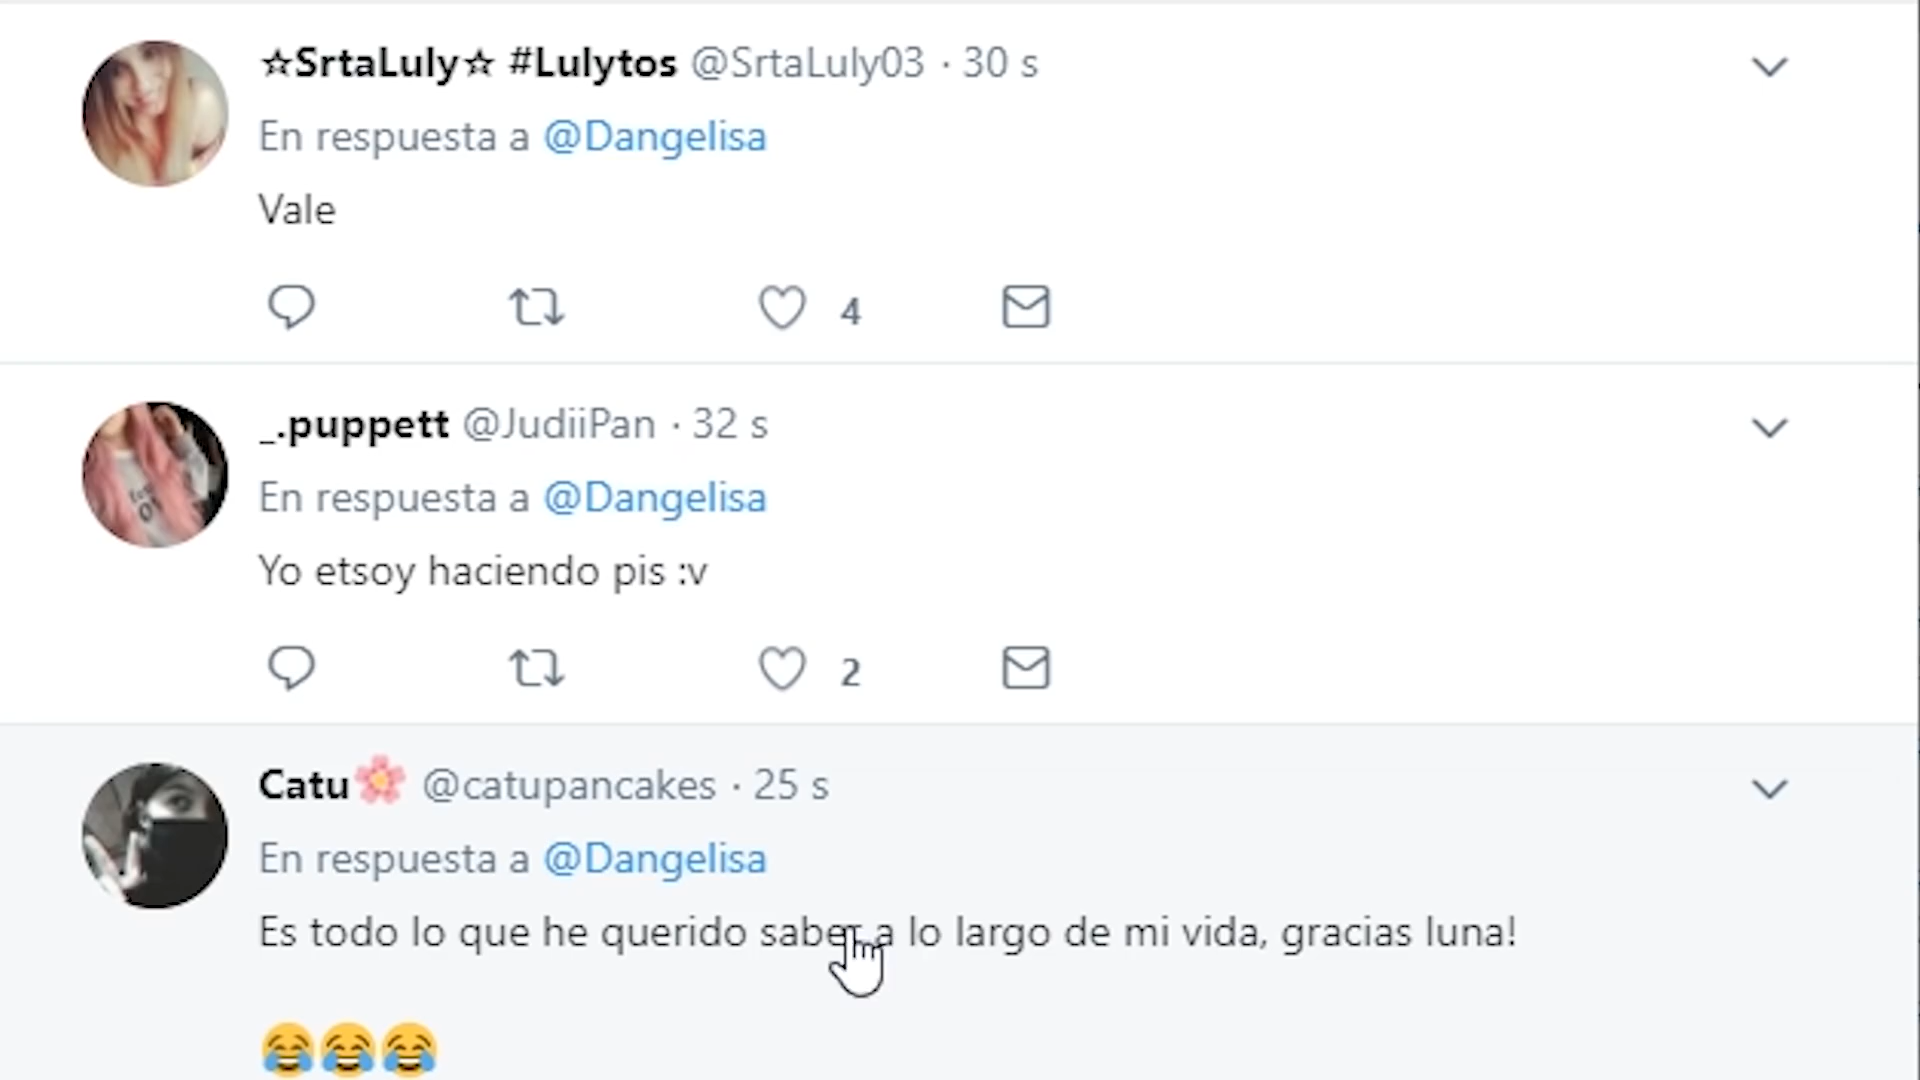 ☆SrtaLuly☆ #Lulytos @SrtaLuly03 · 30 s
En respuesta a @Dangelisa
Vale
4
_.puppett @JudiiPan · 32 s
En respuesta a @Dangelisa
Yo etsoy haciendo pis :v
2
Catu🌸 @catupancakes · 25 s
En respuesta a @Dangelisa
Es todo lo que he querido saber a lo largo de mi vida, gracias luna!
😂😂😂